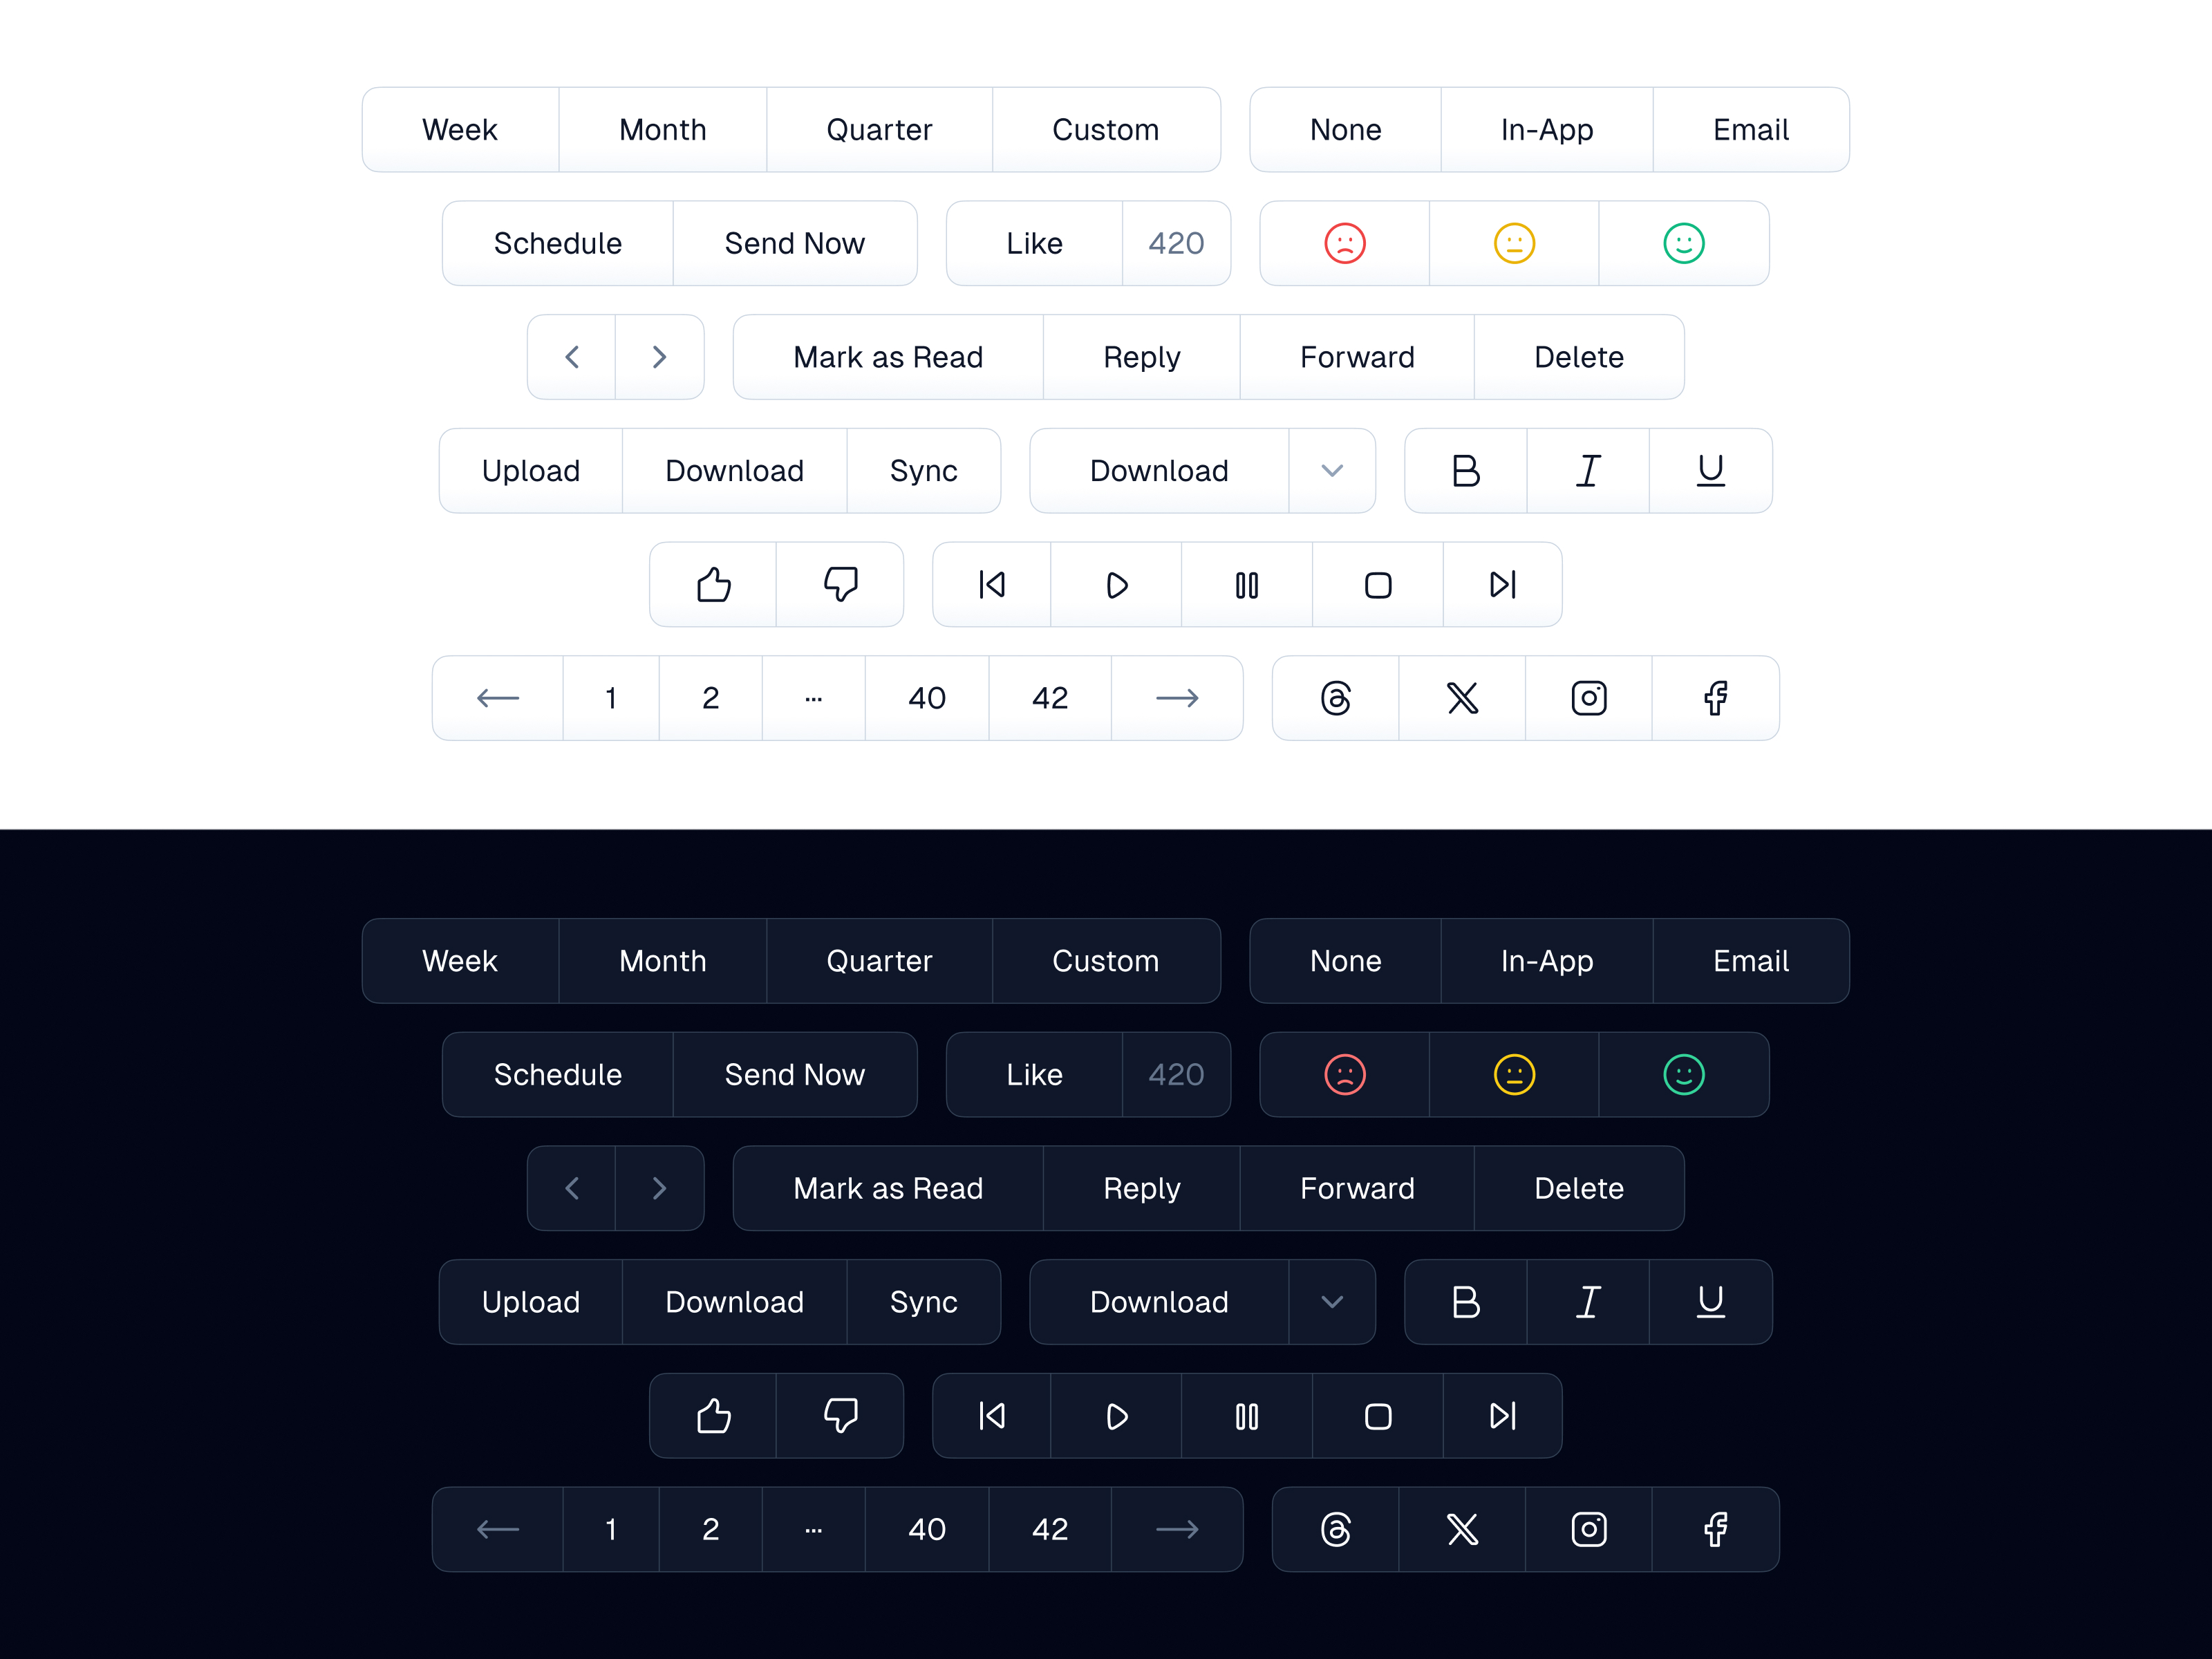 Week Month Quarter Custom None In-App Email
Schedule Send Now Like 420
Mark as Read Reply Forward Delete
Upload Download Sync Download B I U
1 2 ... 40 42
Week Month Quarter Custom None In-App Email
Schedule Send Now Like 420
Mark as Read Reply Forward Delete
Upload Download Sync Download B I U
1 2 ... 40 42